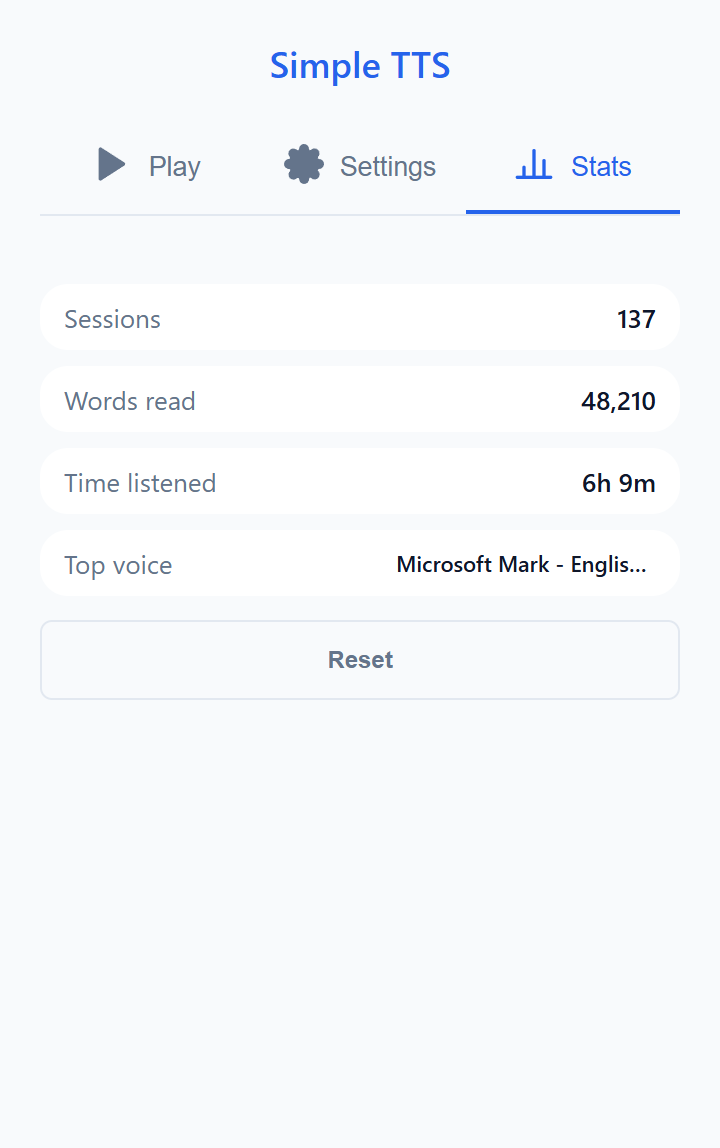 Simple TTS
Play Settings Stats
Sessions 137
Words read 48,210
Time listened 6h 9m
Top voice Microsoft Mark - Englis...
Reset